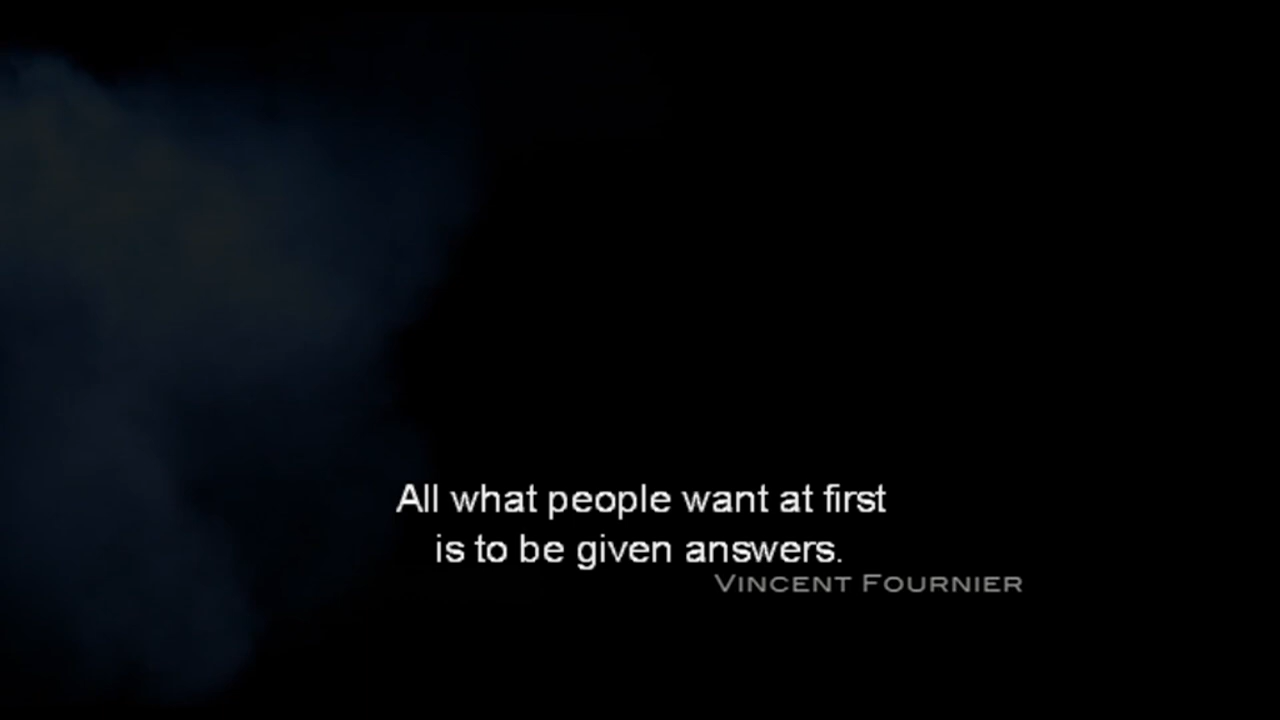 All what people want at first
is to be given answers.
VINCENT FOURNIER